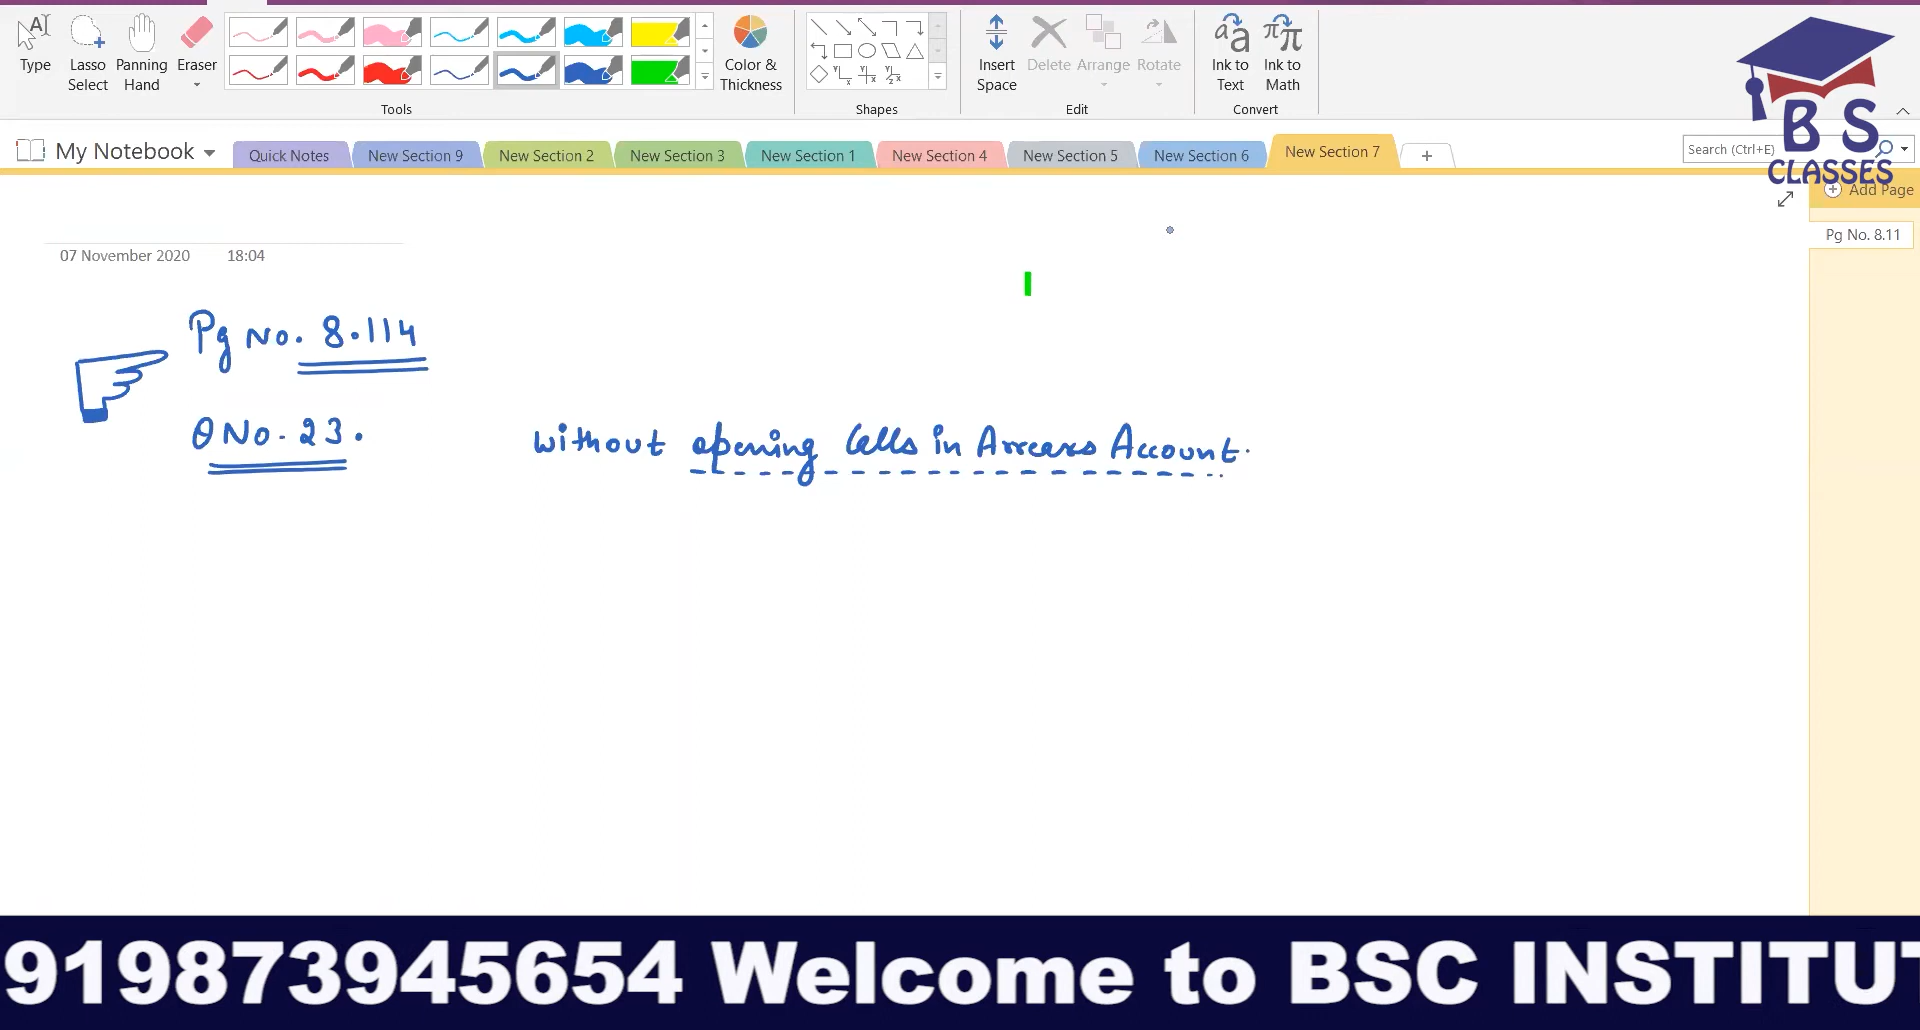 Type
Lasso Select
Panning Hand
Eraser
Color & Thickness
Insert Space
Delete
Arrange
Rotate
Ink to Text
Ink to Math
Tools
Shapes
Edit
Convert
B S
CLASSES
My Notebook
Quick Notes
New Section 9
New Section 2
New Section 3
New Section 1
New Section 4
New Section 5
New Section 6
New Section 7
Search (Ctrl+E)
Add Page
Pg No. 8.11
07 November 2020 18:04
Pg No. 8.114
Q No. 23.
without opening Calls in Arrears Account.
919873945654 Welcome to BSC INSTITUT